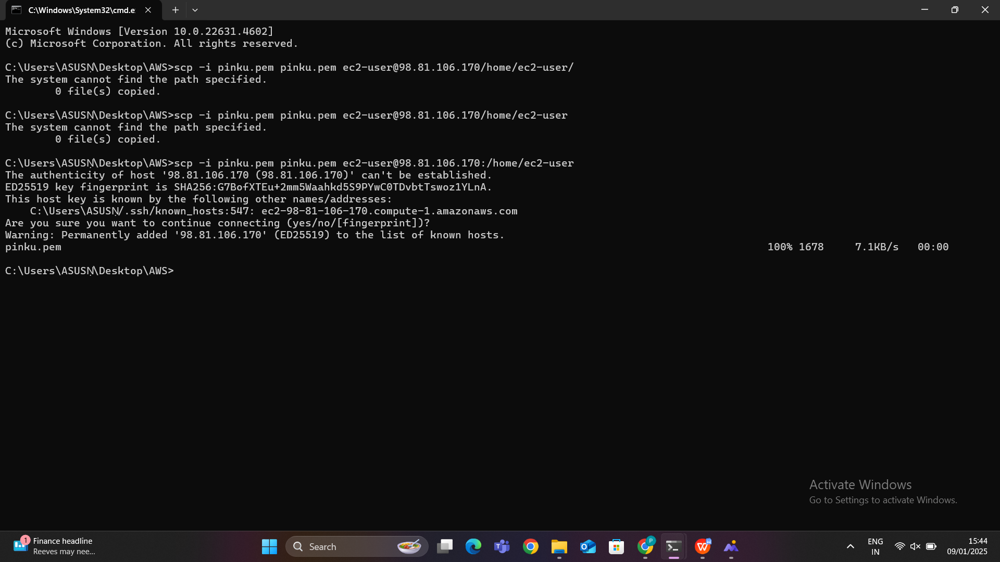 C:\Windows\System32\cmd.e
Microsoft Windows [Version 10.0.22631.4602]
(c) Microsoft Corporation. All rights reserved.
C:\Users\ASUSṆ\Desktop\AWS>scp -i pinku.pem pinku.pem ec2-user@98.81.106.170/home/ec2-user/
The system cannot find the path specified.
        0 file(s) copied.
C:\Users\ASUSṆ\Desktop\AWS>scp -i pinku.pem pinku.pem ec2-user@98.81.106.170/home/ec2-user
The system cannot find the path specified.
        0 file(s) copied.
C:\Users\ASUSṆ\Desktop\AWS>scp -i pinku.pem pinku.pem ec2-user@98.81.106.170:/home/ec2-user
The authenticity of host '98.81.106.170 (98.81.106.170)' can't be established.
ED25519 key fingerprint is SHA256:G7BofXTEu+2mm5Waahkd5S9PYwC0TDvbtTswoz1YLnA.
This host key is known by the following other names/addresses:
    C:\Users\ASUSṆ/.ssh/known_hosts:547: ec2-98-81-106-170.compute-1.amazonaws.com
Are you sure you want to continue connecting (yes/no/[fingerprint])?
Warning: Permanently added '98.81.106.170' (ED25519) to the list of known hosts.
pinku.pem 100% 1678 7.1KB/s 00:00
C:\Users\ASUSṆ\Desktop\AWS>
Activate Windows
Go to Settings to activate Windows.
1
Finance headline
Reeves may nee...
Search
P
ENG
IN
15:44
09/01/2025